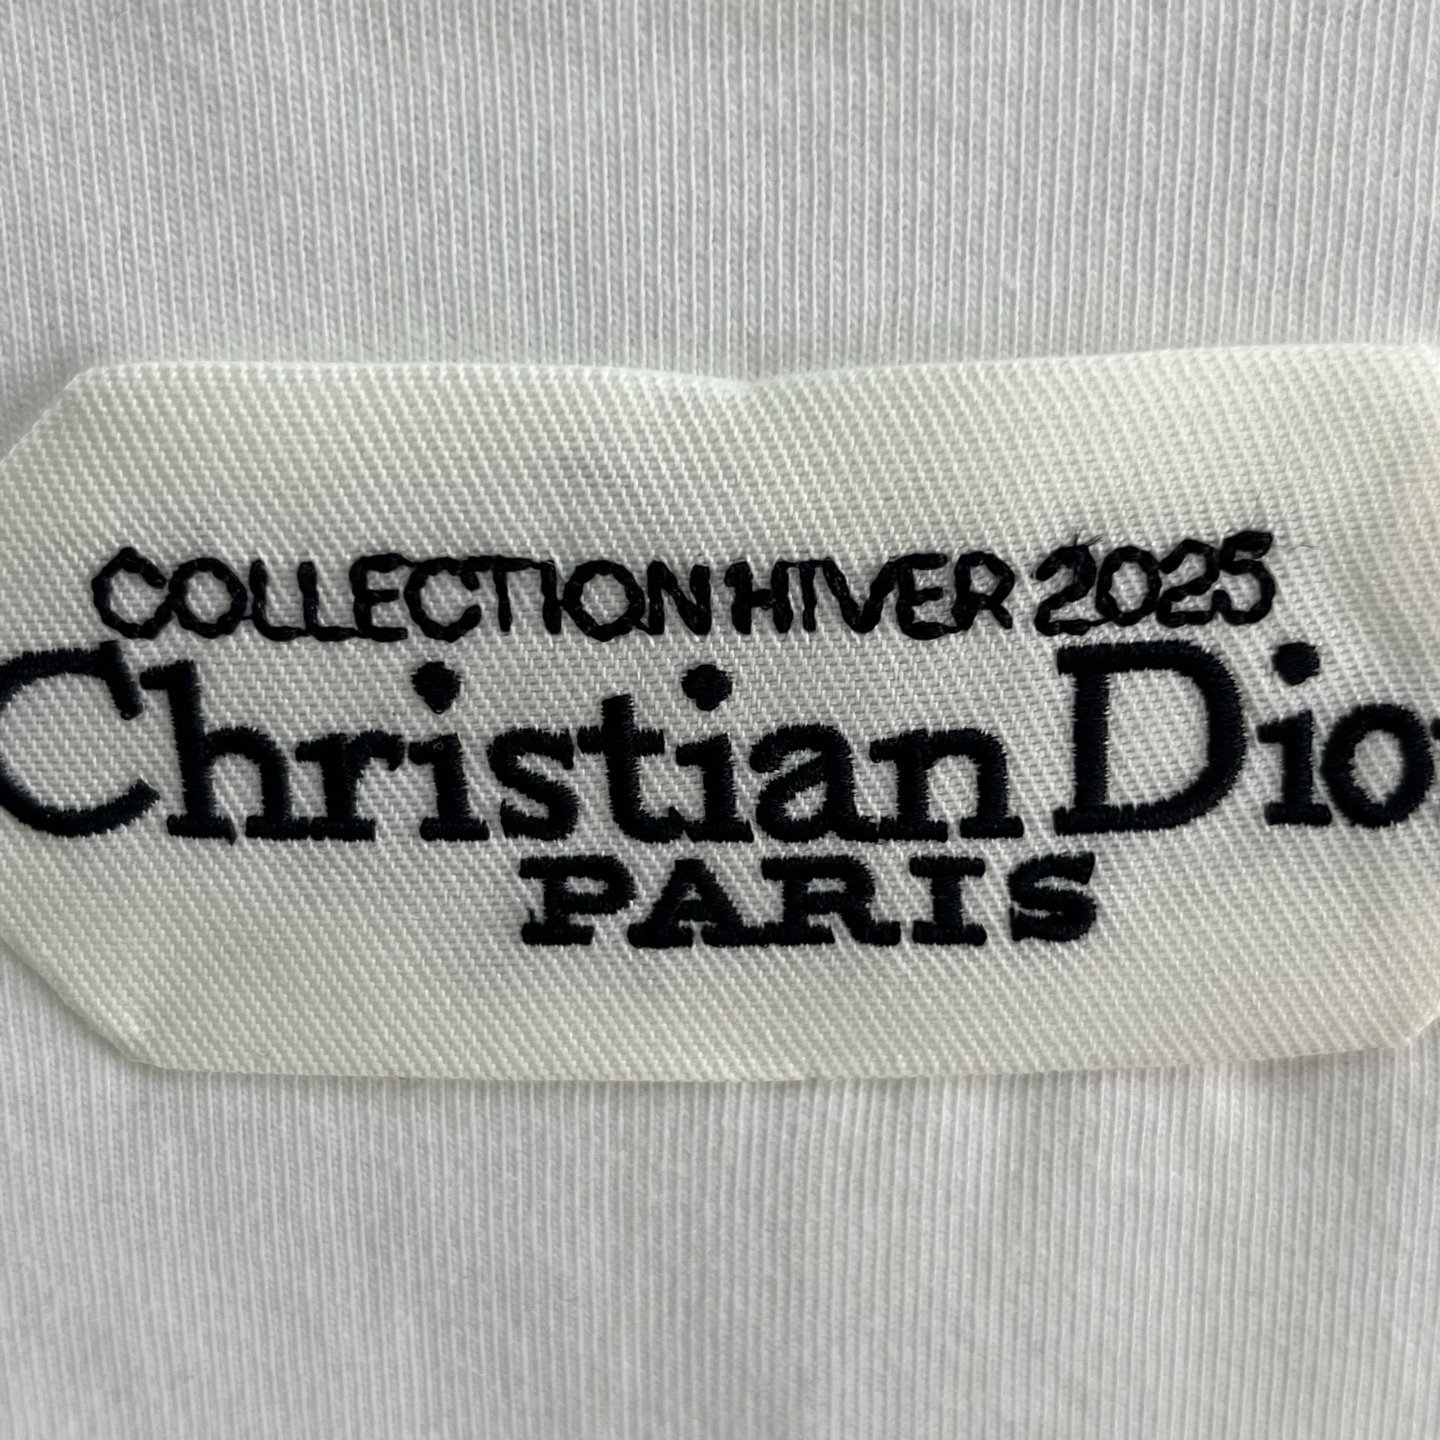 COLLECTION HIVER 2025
Christian Dior
PARIS